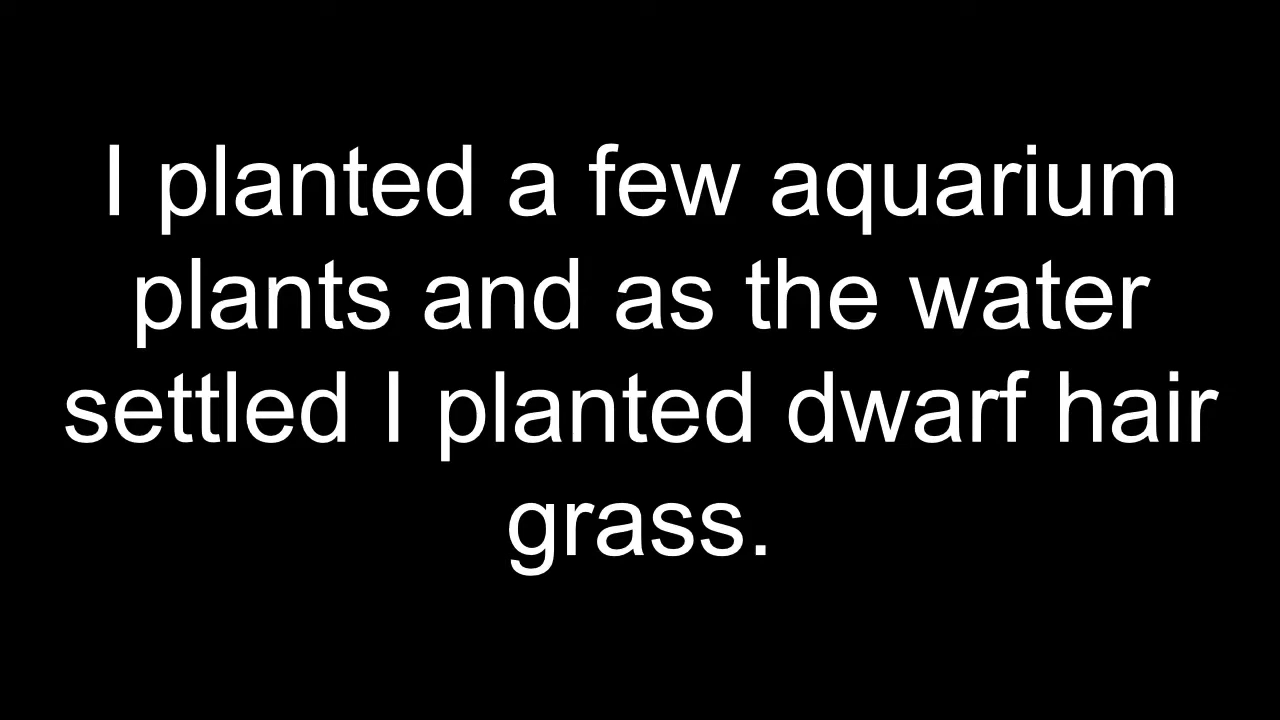 I planted a few aquarium
plants and as the water
settled I planted dwarf hair
grass.